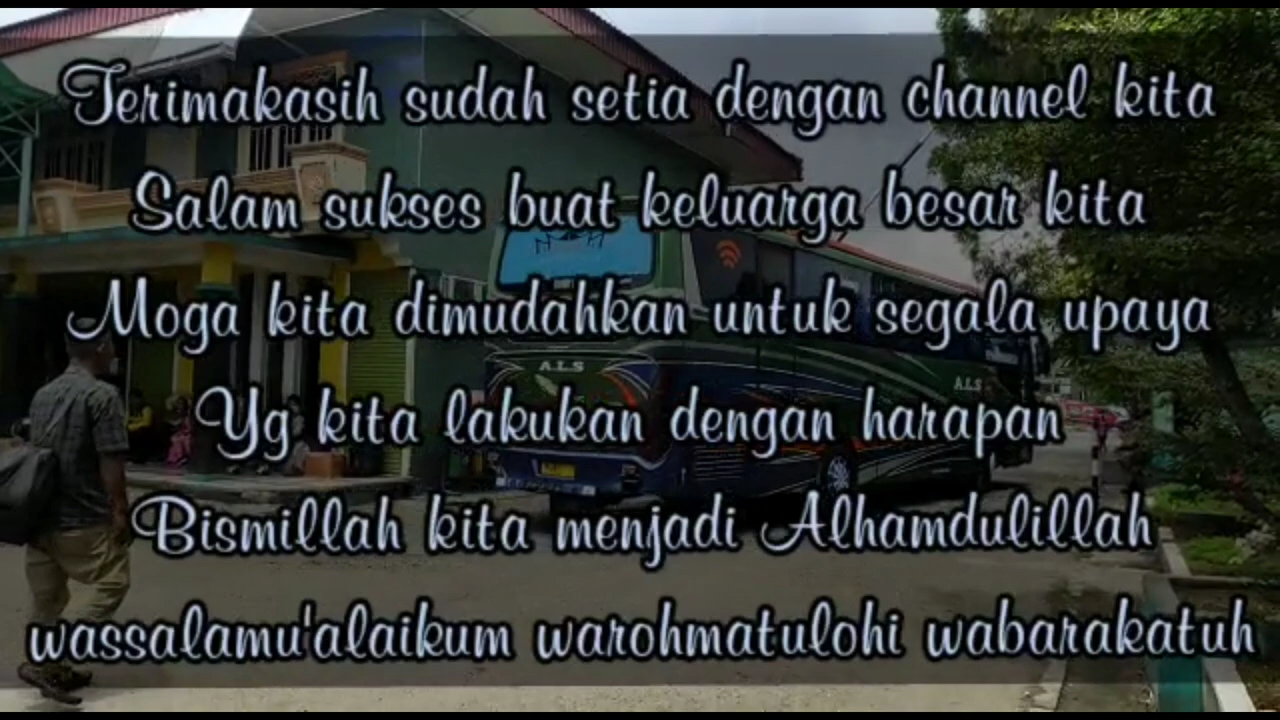 Terimakasih sudah setia dengan channel kita
Salam sukses buat keluarga besar kita
Moga kita dimudahkan untuk segala upaya
A.L.S
A.L.S
Yg kita lakukan dengan harapan
Bismillah kita menjadi Alhamdulillah
wassalamu'alaikum warohmatulohi wabarakatuh